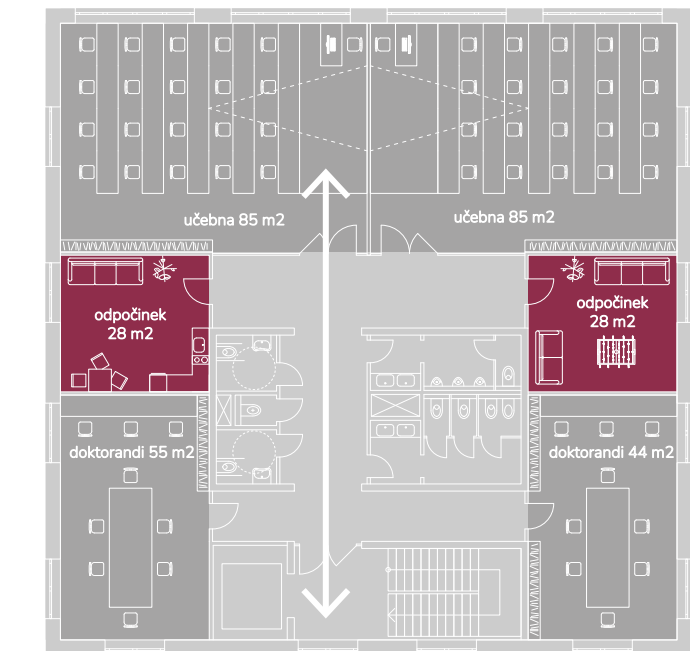 učebna 85 m2
učebna 85 m2
odpočinek
28 m2
odpočinek
28 m2
doktorandi 55 m2
doktorandi 44 m2